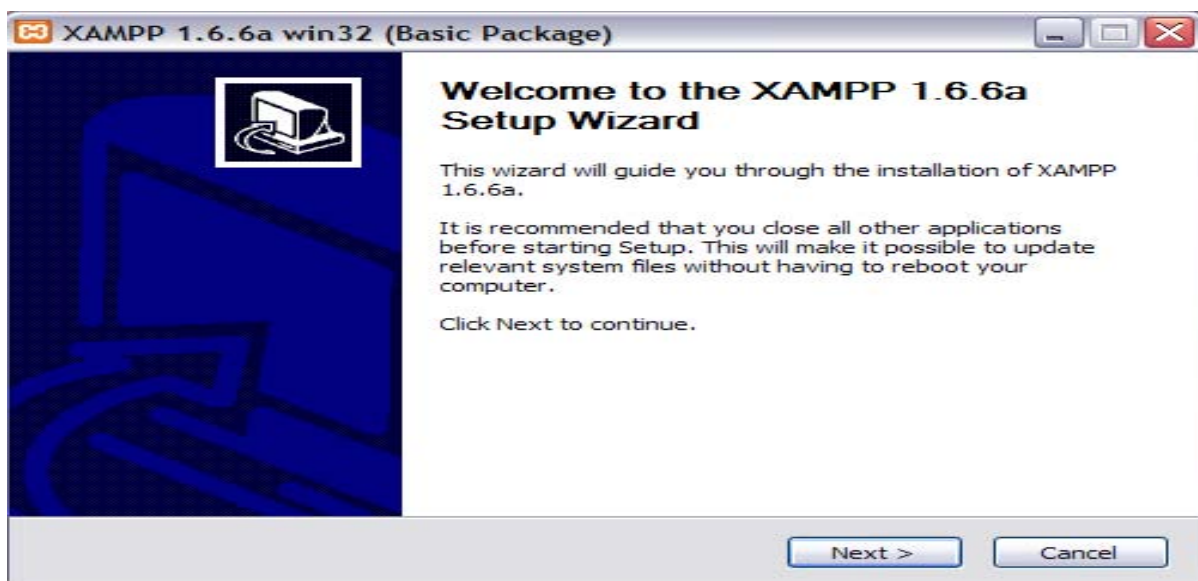 XAMPP 1.6.6a win32 (Basic Package)
Welcome to the XAMPP 1.6.6a
Setup Wizard
This wizard will guide you through the installation of XAMPP
1.6.6a.
It is recommended that you close all other applications
before starting Setup. This will make it possible to update
relevant system files without having to reboot your
computer.
Click Next to continue.
Next >
Cancel